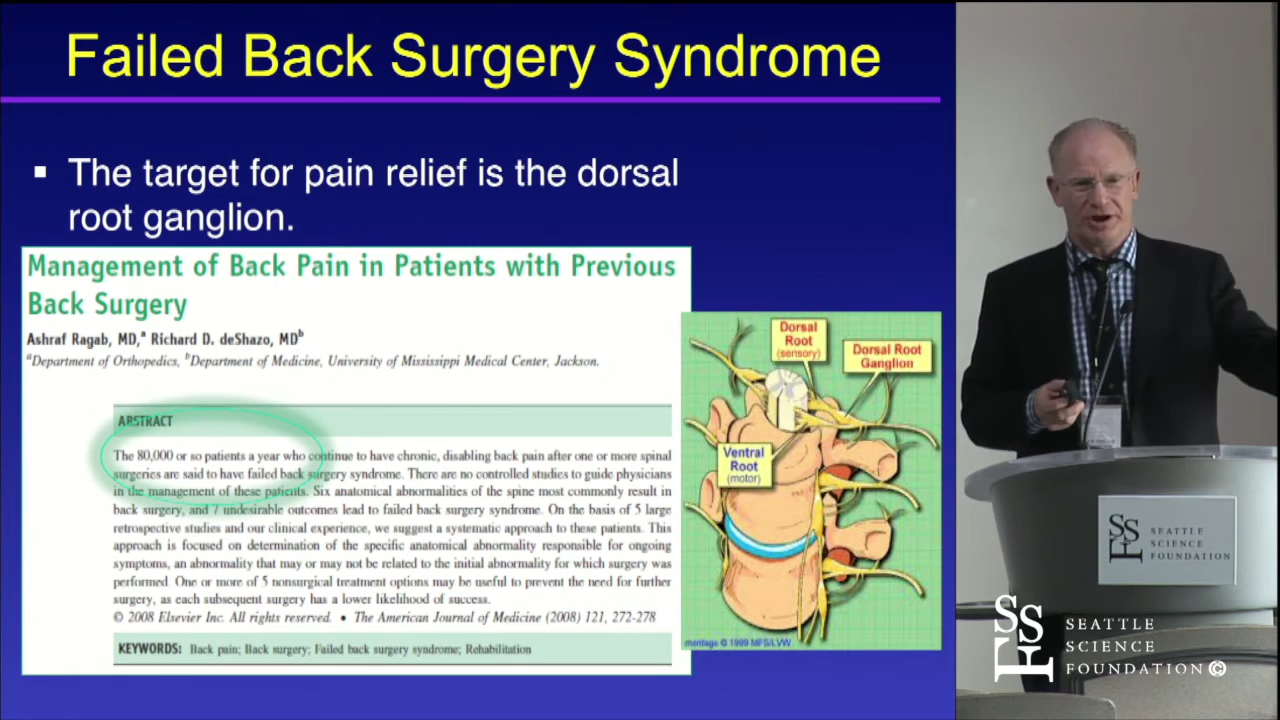 Failed Back Surgery Syndrome
▪ The target for pain relief is the dorsal
root ganglion.
Management of Back Pain in Patients with Previous
Back Surgery
Ashraf Ragab, MD,ᵃ Richard D. deShazo, MDᵇ
ᵃDepartment of Orthopedics, ᵇDepartment of Medicine, University of Mississippi Medical Center, Jackson.
ABSTRACT
The 80,000 or so patients a year who continue to have chronic, disabling back pain after one or more spinal
surgeries are said to have failed back surgery syndrome. There are no controlled studies to guide physicians
in the management of these patients. Six anatomical abnormalities of the spine most commonly result in
back surgery, and 7 undesirable outcomes lead to failed back surgery syndrome. On the basis of 5 large
retrospective studies and our clinical experience, we suggest a systematic approach to these patients. This
approach is focused on determination of the specific anatomical abnormality responsible for ongoing
symptoms, an abnormality that may or may not be related to the initial abnormality for which surgery was
performed. One or more of 5 nonsurgical treatment options may be useful to prevent the need for further
surgery, as each subsequent surgery has a lower likelihood of success.
© 2008 Elsevier Inc. All rights reserved. • The American Journal of Medicine (2008) 121, 272-278
KEYWORDS: Back pain; Back surgery; Failed back surgery syndrome; Rehabilitation
Dorsal
Root
(sensory)
Dorsal Root
Ganglion
Ventral
Root
(motor)
mentage © 1999 MFS/LVW
SSF
SEATTLE
SCIENCE
FOUNDATION
SSF
SEATTLE
SCIENCE
FOUNDATION©